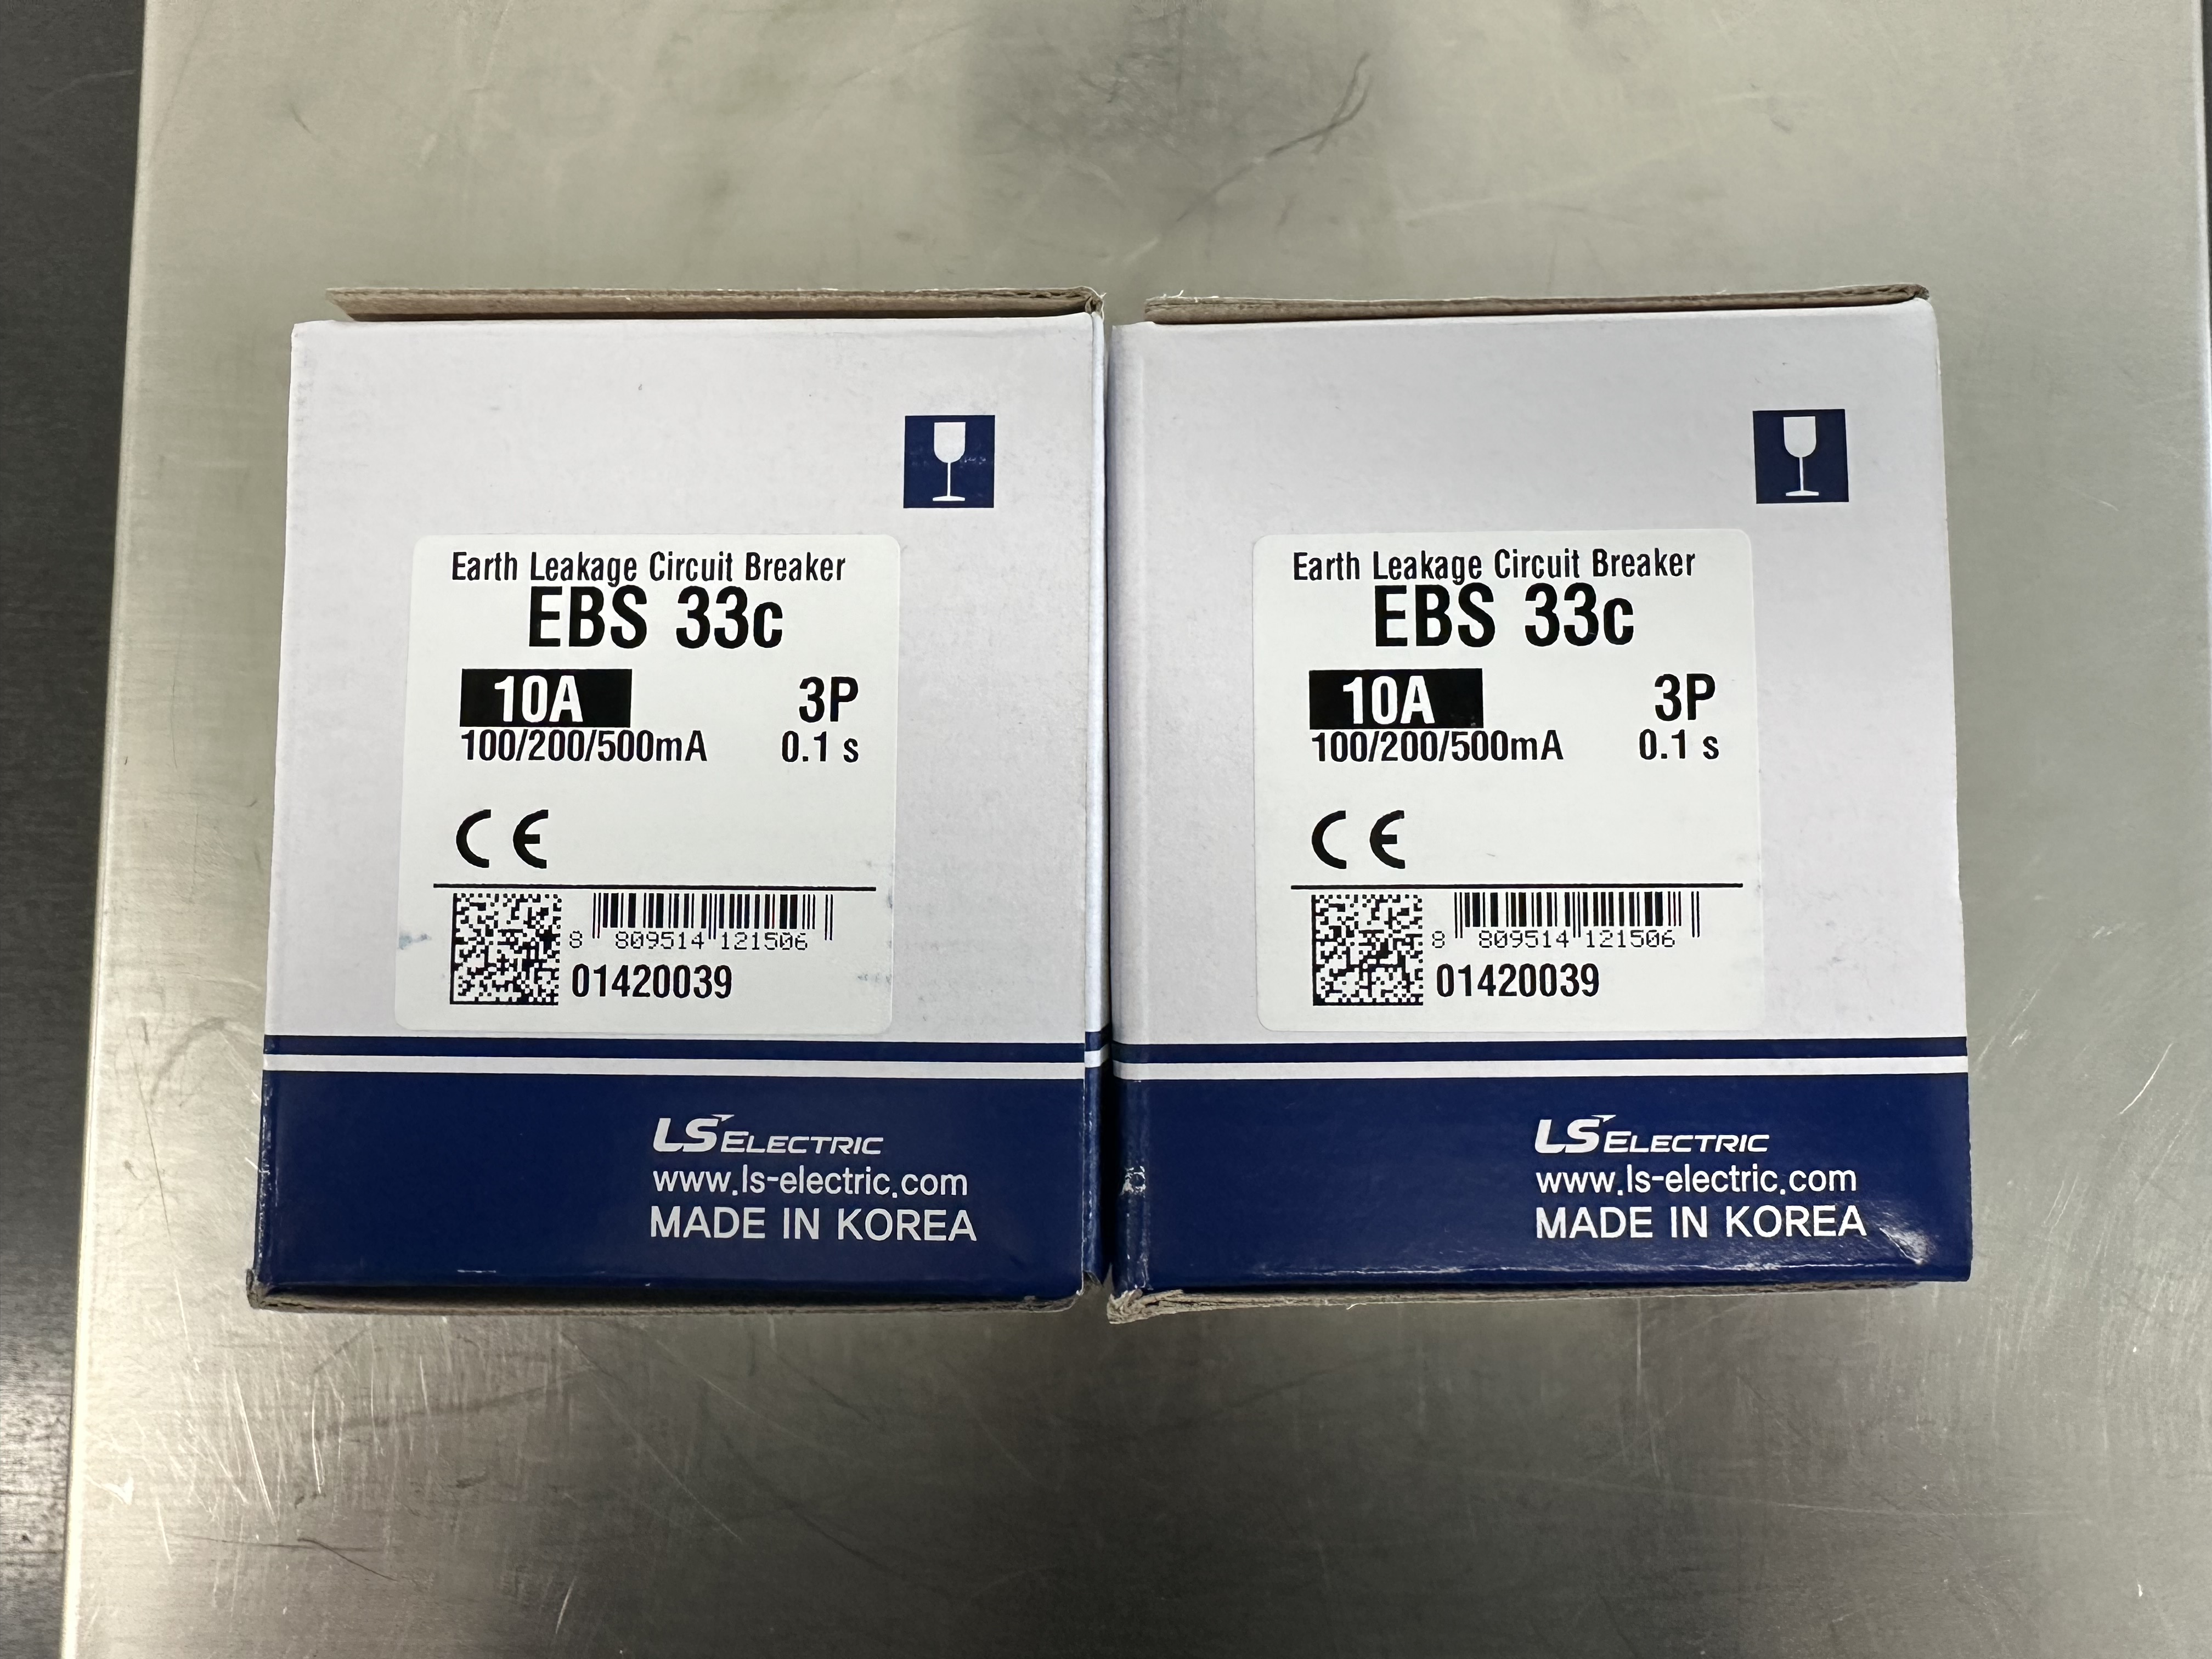 Earth Leakage Circuit Breaker
EBS 33c
10A 3P
100/200/500mA 0.1 s
CE
8 809514 121506
01420039
LS ELECTRIC
www.ls-electric.com
MADE IN KOREA
Earth Leakage Circuit Breaker
EBS 33c
10A 3P
100/200/500mA 0.1 s
CE
8 809514 121506
01420039
LS ELECTRIC
www.ls-electric.com
MADE IN KOREA